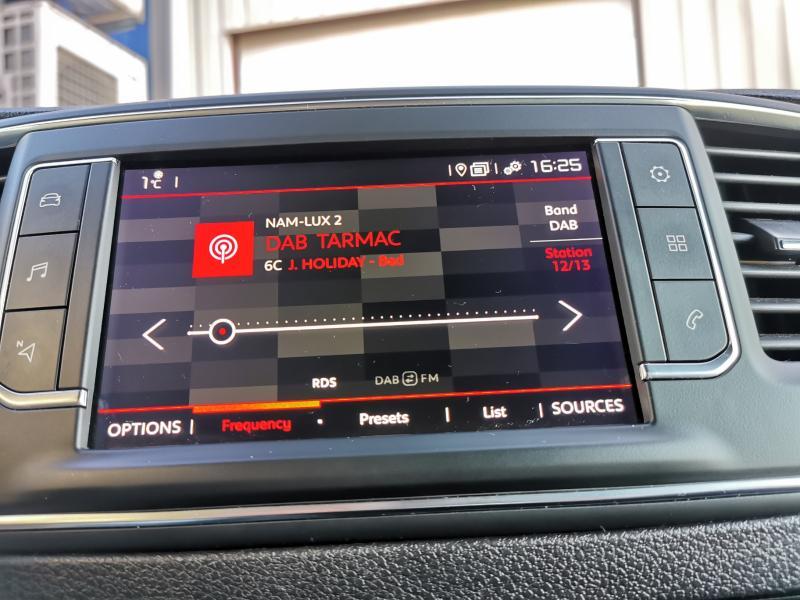 1°C
16:25
NAM-LUX 2
DAB TARMAC
6C J. HOLIDAY - Bed
Band
DAB
Station
12/13
RDS
DAB FM
OPTIONS
Frequency
Presets
List
SOURCES
N